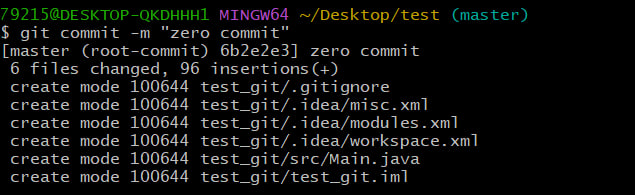 79215@DESKTOP-QKDHHH1 MINGW64 ~/Desktop/test (master)
$ git commit -m "zero commit"
[master (root-commit) 6b2e2e3] zero commit
 6 files changed, 96 insertions(+)
 create mode 100644 test_git/.gitignore
 create mode 100644 test_git/.idea/misc.xml
 create mode 100644 test_git/.idea/modules.xml
 create mode 100644 test_git/.idea/workspace.xml
 create mode 100644 test_git/src/Main.java
 create mode 100644 test_git/test_git.iml